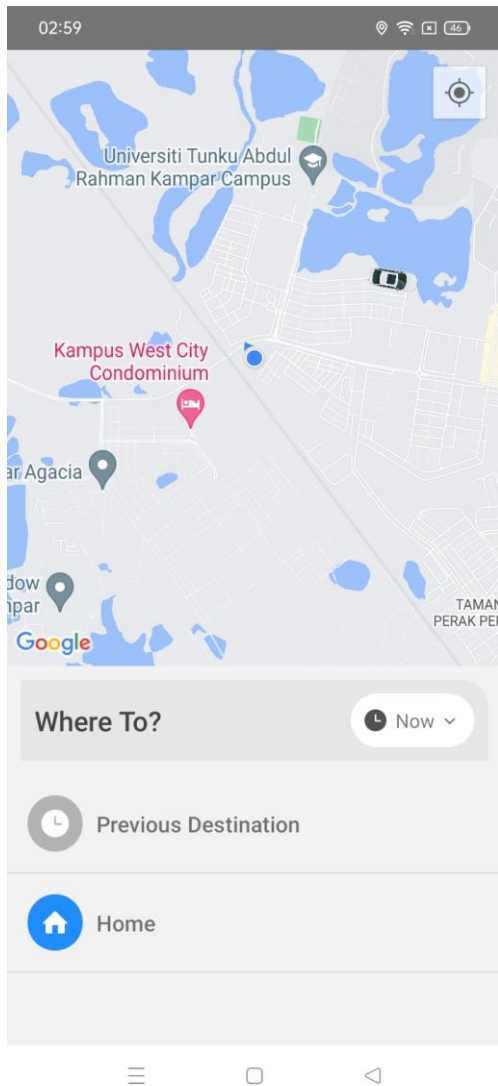 02:59
46
Universiti Tunku Abdul
Rahman Kampar Campus
Kampus West City
Condominium
ar Agacia
dow
npar
TAMAN
PERAK PE
Google
Where To?
Now
Previous Destination
Home